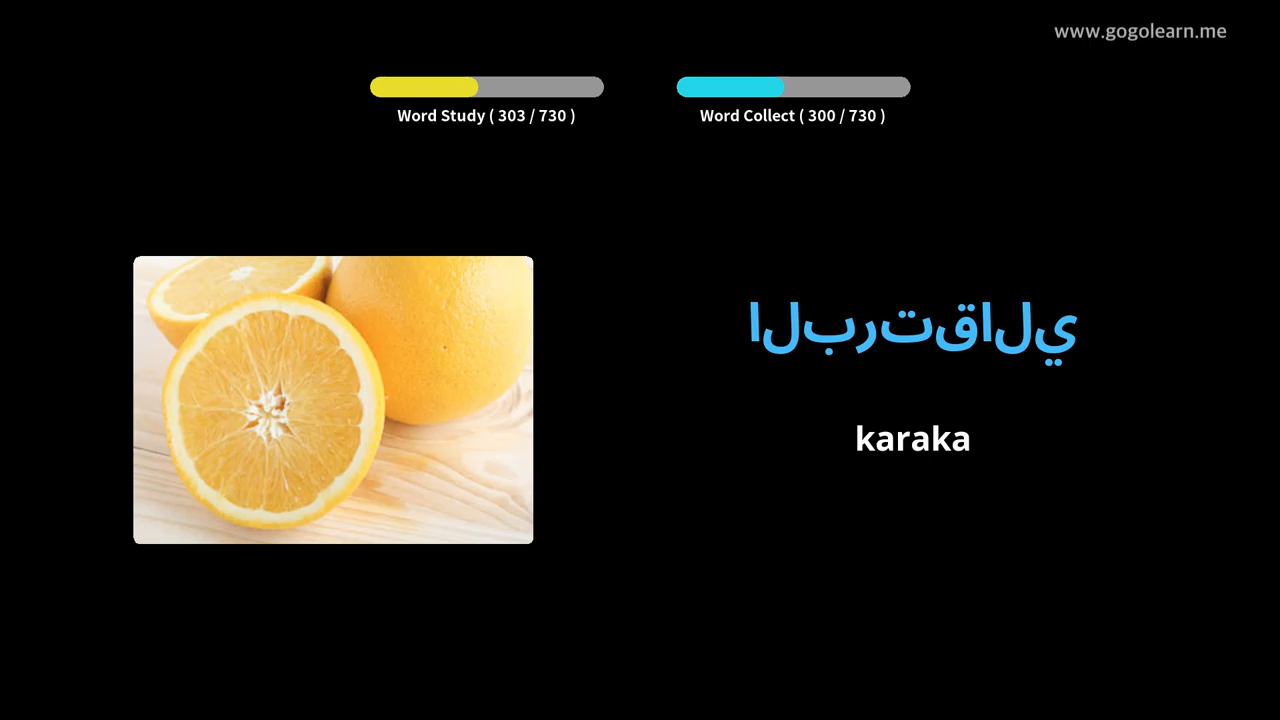 www.gogolearn.me
Word Study ( 303 / 730 )
Word Collect ( 300 / 730 )
البرتقالي
karaka